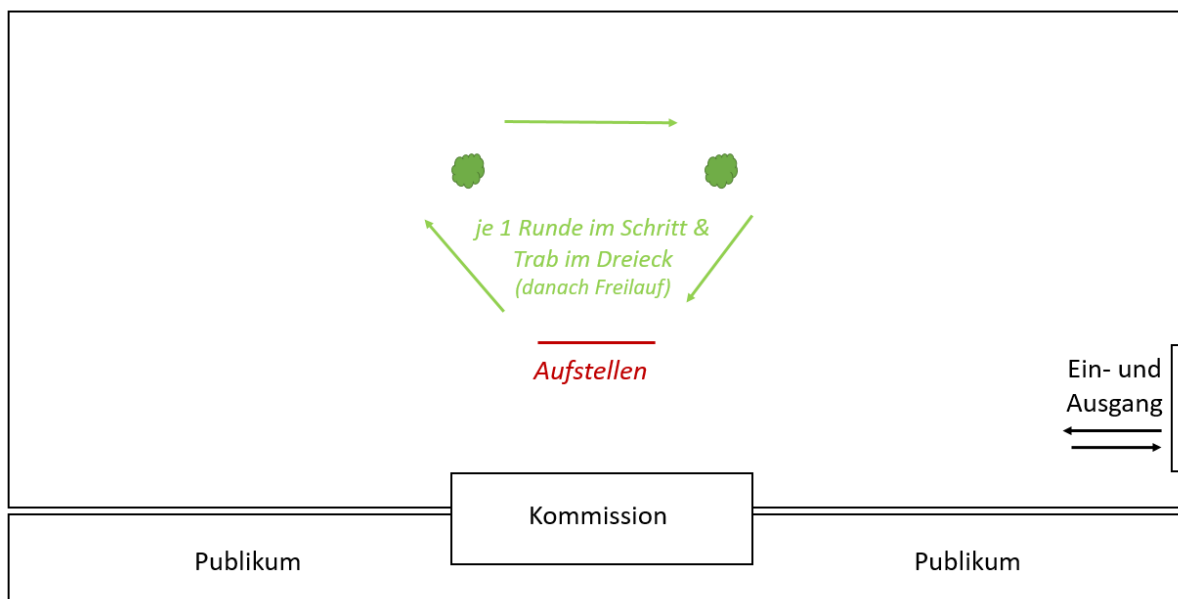 je 1 Runde im Schritt &
Trab im Dreieck
(danach Freilauf)
Aufstellen
Ein- und
Ausgang
Kommission
Publikum
Publikum